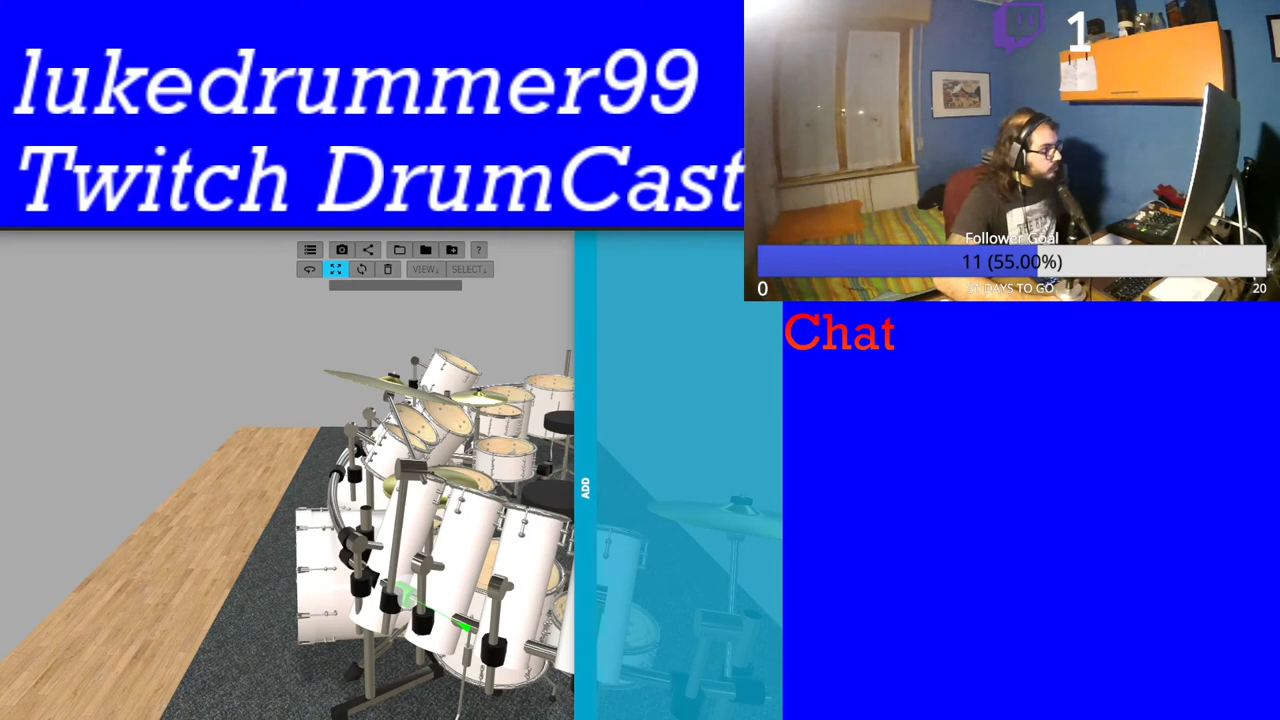 lukedrummer99
Twitch DrumCast
1
Follower Goal
11 (55.00%)
0
DAYS TO GO
20
?
VIEW↓
SELECT↓
Chat
ADD